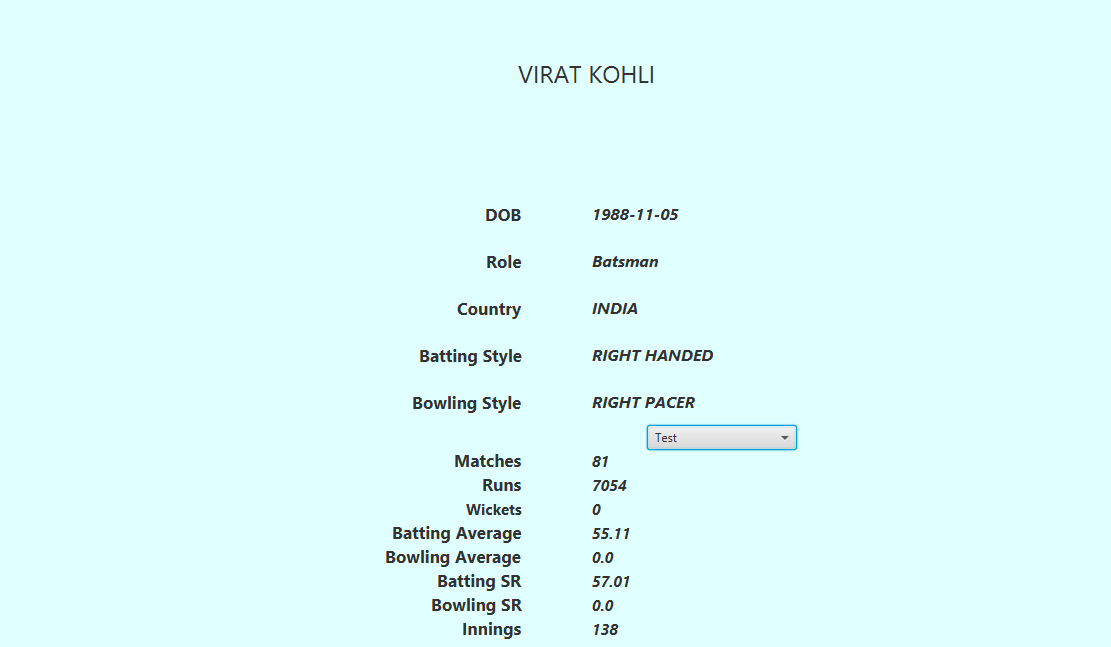 VIRAT KOHLI
DOB 1988-11-05
Role Batsman
Country INDIA
Batting Style RIGHT HANDED
Bowling Style RIGHT PACER
Test
Matches 81
Runs 7054
Wickets 0
Batting Average 55.11
Bowling Average 0.0
Batting SR 57.01
Bowling SR 0.0
Innings 138